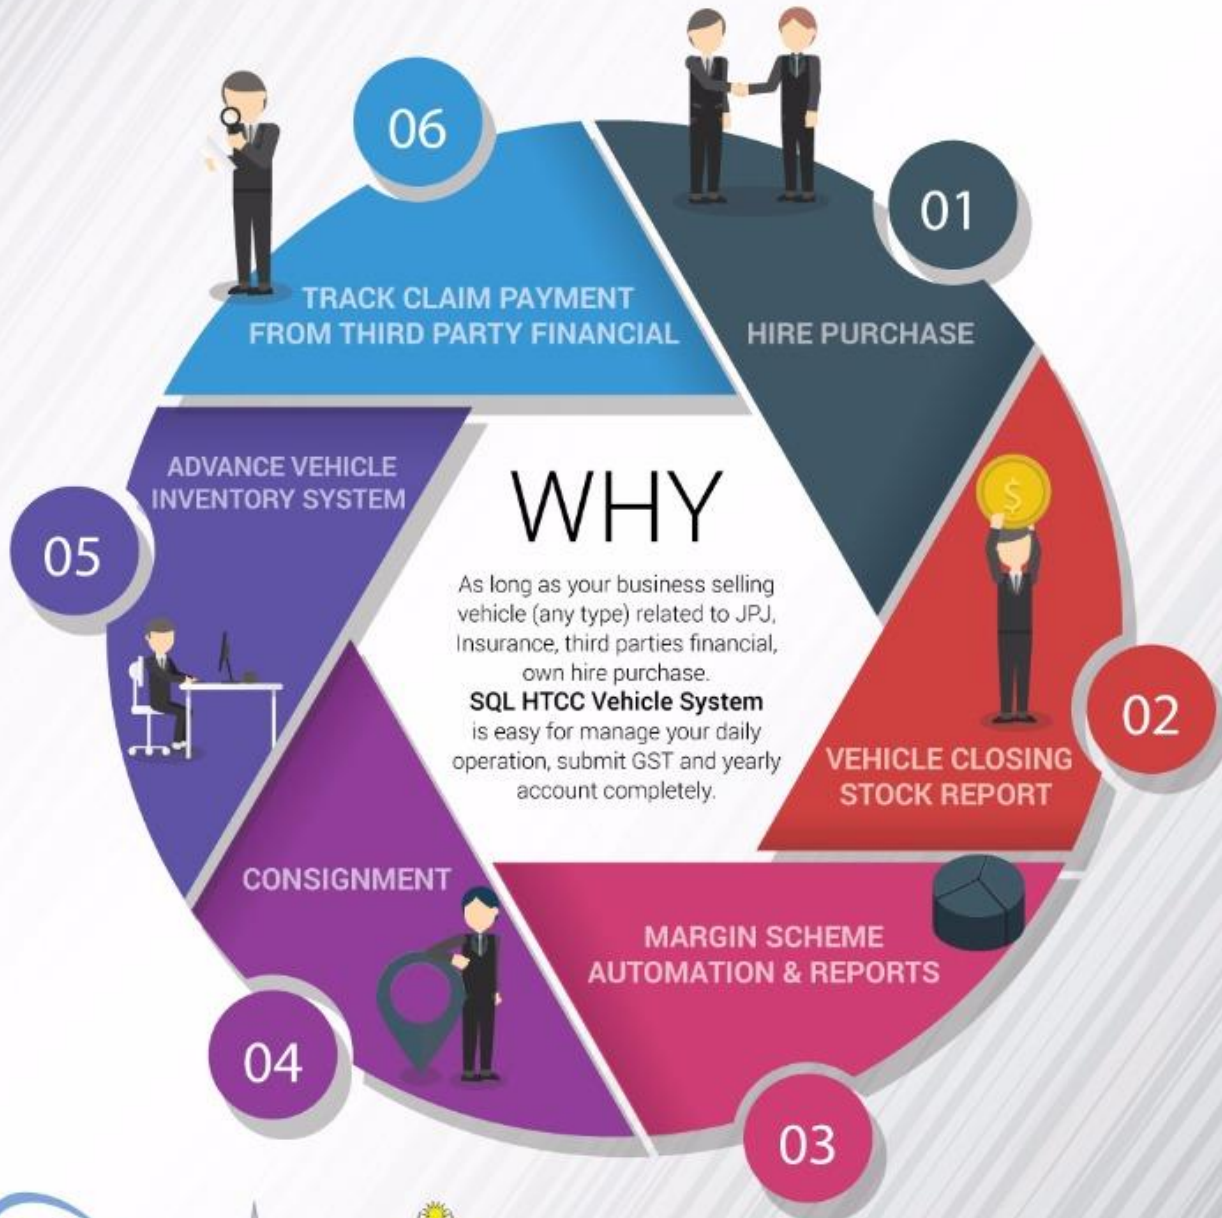 06
TRACK CLAIM PAYMENT
FROM THIRD PARTY FINANCIAL
01
HIRE PURCHASE
ADVANCE VEHICLE
INVENTORY SYSTEM
05
WHY
As long as your business selling
vehicle (any type) related to JPJ,
Insurance, third parties financial,
own hire purchase.
SQL HTCC Vehicle System
is easy for manage your daily
operation, submit GST and yearly
account completely.
$
02
VEHICLE CLOSING
STOCK REPORT
CONSIGNMENT
04
MARGIN SCHEME
AUTOMATION & REPORTS
03